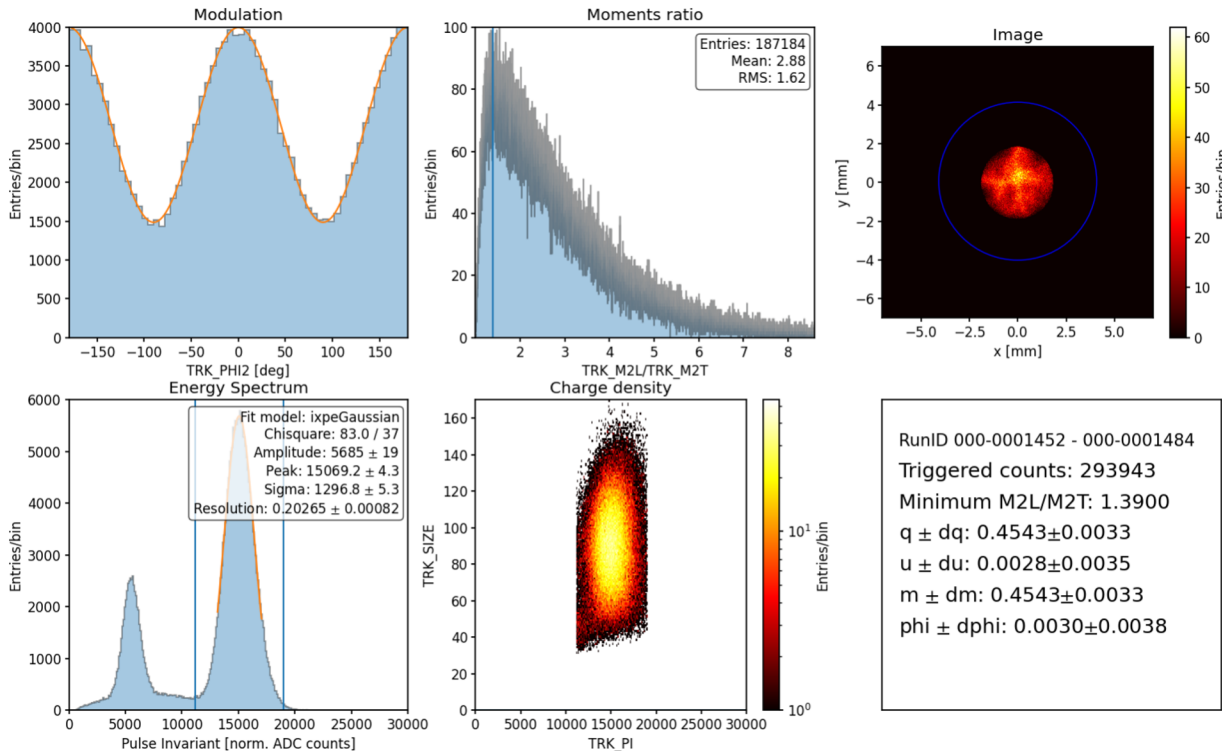 Modulation
4000
3500
3000
2500
2000
1500
1000
500
0
Entries/bin
−150 −100 −50 0 50 100 150
TRK_PHI2 [deg]
Moments ratio
100
80
60
40
20
0
Entries/bin
Entries: 187184
Mean: 2.88
RMS: 1.62
2 3 4 5 6 7 8
TRK_M2L/TRK_M2T
Image
6
4
2
0
−2
−4
−6
y [mm]
−5.0 −2.5 0.0 2.5 5.0
x [mm]
60
50
40
30
20
10
0
Entries/bin
Energy Spectrum
6000
5000
4000
3000
2000
1000
0
Entries/bin
Fit model: ixpeGaussian
Chisquare: 83.0 / 37
Amplitude: 5685 ± 19
Peak: 15069.2 ± 4.3
Sigma: 1296.8 ± 5.3
Resolution: 0.20265 ± 0.00082
0 5000 10000 15000 20000 25000 30000
Pulse Invariant [norm. ADC counts]
Charge density
160
140
120
100
80
60
40
20
0
TRK_SIZE
0 5000 10000 15000 20000 25000 30000
TRK_PI
10¹
10⁰
Entries/bin
RunID 000-0001452 - 000-0001484
Triggered counts: 293943
Minimum M2L/M2T: 1.3900
q ± dq: 0.4543±0.0033
u ± du: 0.0028±0.0035
m ± dm: 0.4543±0.0033
phi ± dphi: 0.0030±0.0038